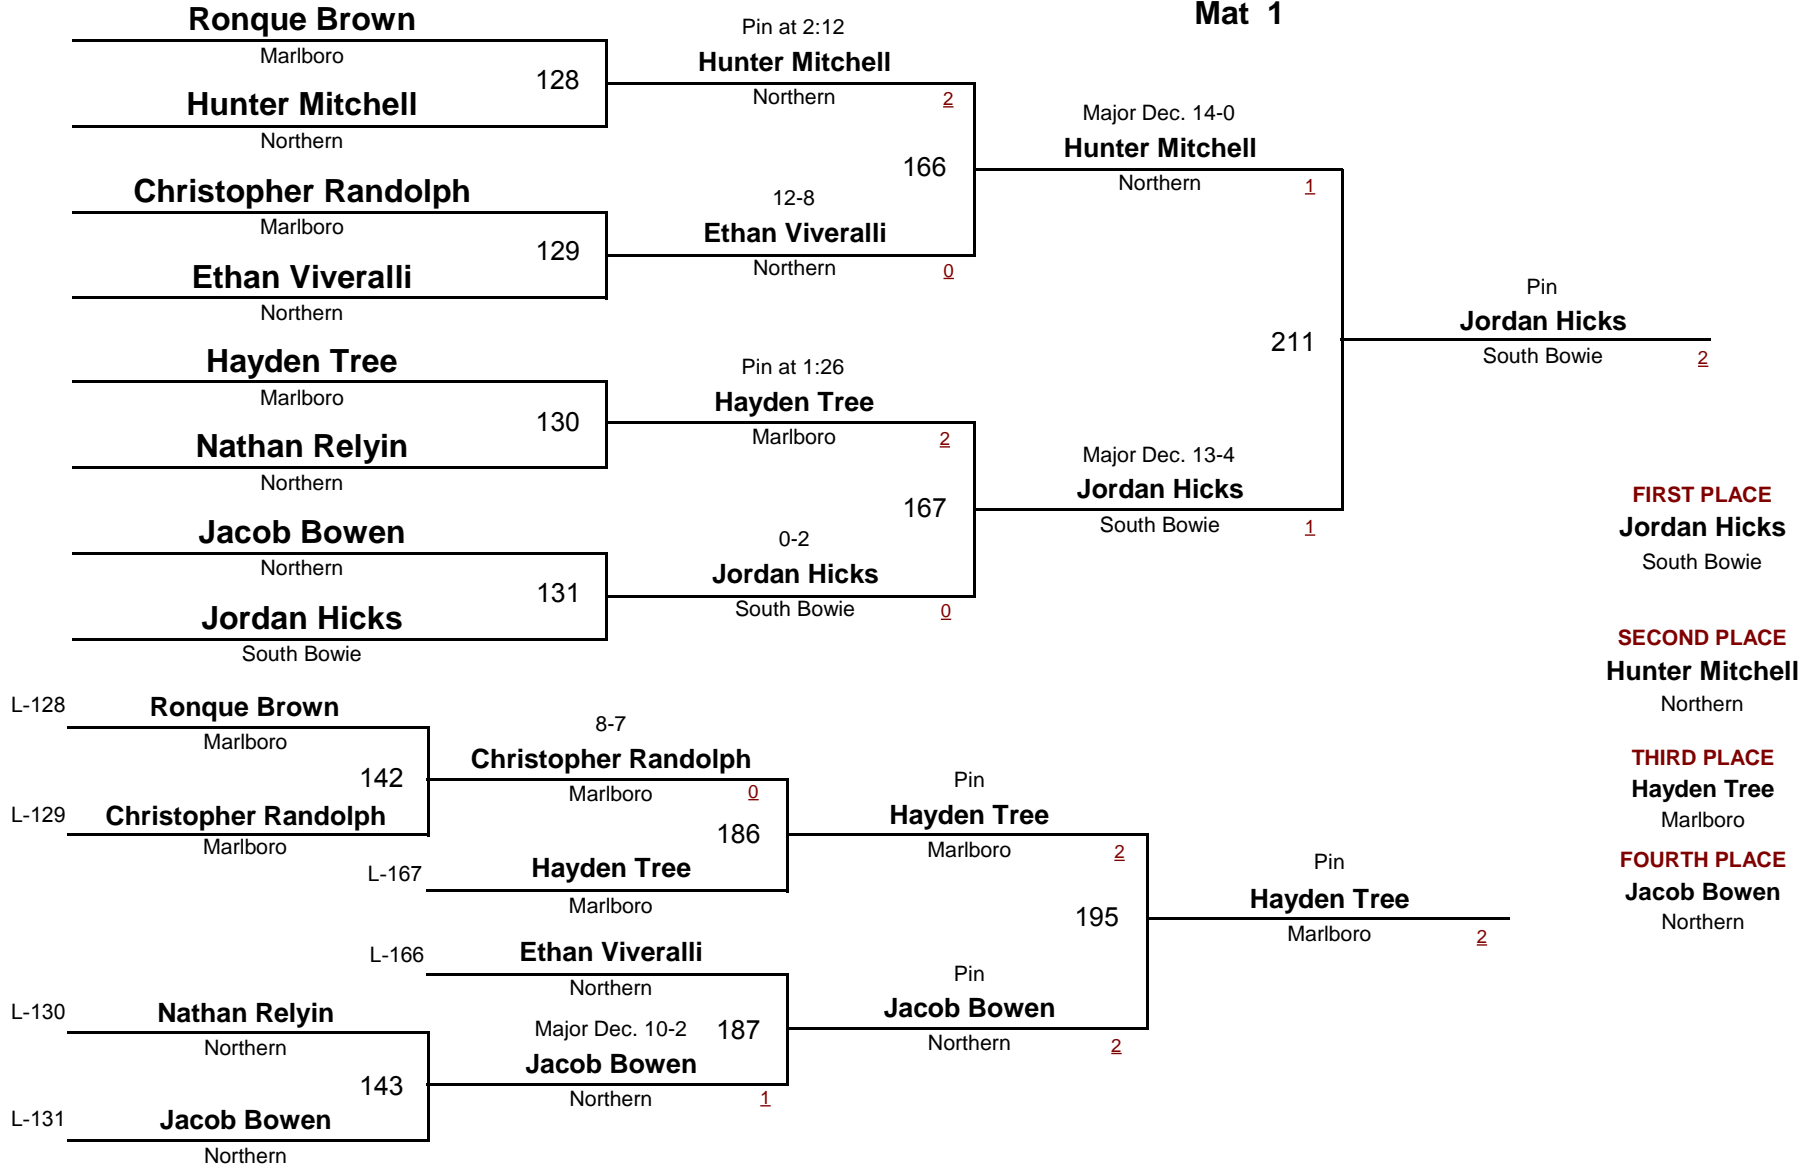 Mat 1
Ronque Brown
Marlboro
128
Hunter Mitchell
Northern
Christopher Randolph
Marlboro
129
Ethan Viveralli
Northern
Hayden Tree
Marlboro
130
Nathan Relyin
Northern
Jacob Bowen
Northern
131
Jordan Hicks
South Bowie
Pin at 2:12
Hunter Mitchell
Northern
2
166
12-8
Ethan Viveralli
Northern
0
Pin at 1:26
Hayden Tree
Marlboro
2
167
0-2
Jordan Hicks
South Bowie
0
Major Dec. 14-0
Hunter Mitchell
Northern
1
211
Major Dec. 13-4
Jordan Hicks
South Bowie
1
Pin
Jordan Hicks
South Bowie
2
FIRST PLACE
Jordan Hicks
South Bowie
SECOND PLACE
Hunter Mitchell
Northern
THIRD PLACE
Hayden Tree
Marlboro
FOURTH PLACE
Jacob Bowen
Northern
L-128
Ronque Brown
Marlboro
142
L-129
Christopher Randolph
Marlboro
8-7
Christopher Randolph
Marlboro
0
186
L-167
Hayden Tree
Marlboro
L-166
Ethan Viveralli
Northern
L-130
Nathan Relyin
Northern
143
L-131
Jacob Bowen
Northern
Major Dec. 10-2
187
Jacob Bowen
Northern
1
Pin
Hayden Tree
Marlboro
2
195
Pin
Jacob Bowen
Northern
2
Pin
Hayden Tree
Marlboro
2